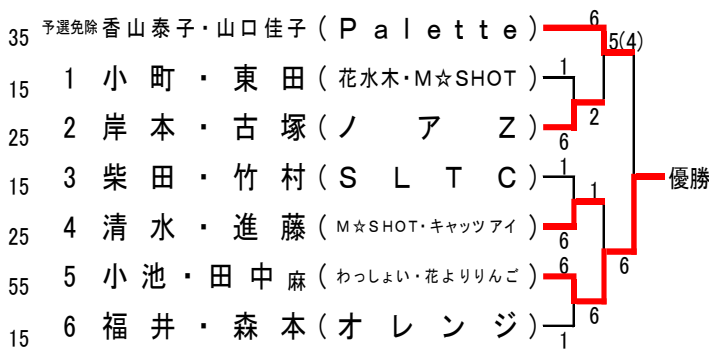 35 予選免除 香山泰子・山口佳子 ( Palette ) 6
5(4)
15 1 小町・東田 ( 花水木・M☆SHOT ) 1
2
25 2 岸本・古塚 ( ノアZ ) 6
15 3 柴田・竹村 ( SLTC ) 1
優勝
1
25 4 清水・進藤 ( M☆SHOT・キャッツアイ ) 6
55 5 小池・田中麻 ( わっしょい・花よりりんご ) 6
6
6
15 6 福井・森本 ( オレンジ ) 1